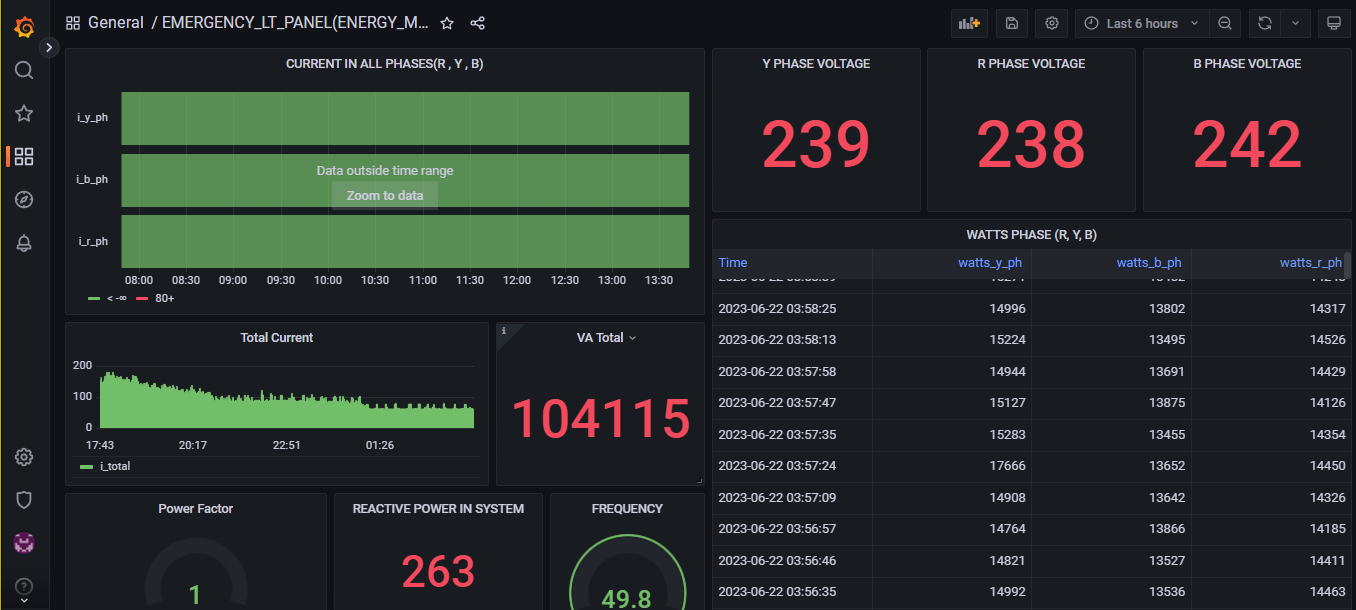 General / EMERGENCY_LT_PANEL(ENERGY_M...
Last 6 hours
CURRENT IN ALL PHASES(R , Y , B)
i_y_ph
i_b_ph
i_r_ph
Data outside time range
Zoom to data
08:00 08:30 09:00 09:30 10:00 10:30 11:00 11:30 12:00 12:30 13:00 13:30
< -∞ 80+
Y PHASE VOLTAGE
239
R PHASE VOLTAGE
238
B PHASE VOLTAGE
242
Total Current
200
100
0
17:43 20:17 22:51 01:26
i_total
i
VA Total
104115
WATTS PHASE (R, Y, B)
Time watts_y_ph watts_b_ph watts_r_ph
2023-06-22 03:58:25 14996 13802 14317
2023-06-22 03:58:13 15224 13495 14526
2023-06-22 03:57:58 14944 13691 14429
2023-06-22 03:57:47 15127 13875 14126
2023-06-22 03:57:35 15283 13455 14354
2023-06-22 03:57:24 17666 13652 14450
2023-06-22 03:57:09 14908 13642 14326
2023-06-22 03:56:57 14764 13866 14185
2023-06-22 03:56:46 14821 13527 14411
2023-06-22 03:56:35 14992 13536 14463
Power Factor
1
REACTIVE POWER IN SYSTEM
263
FREQUENCY
49.8